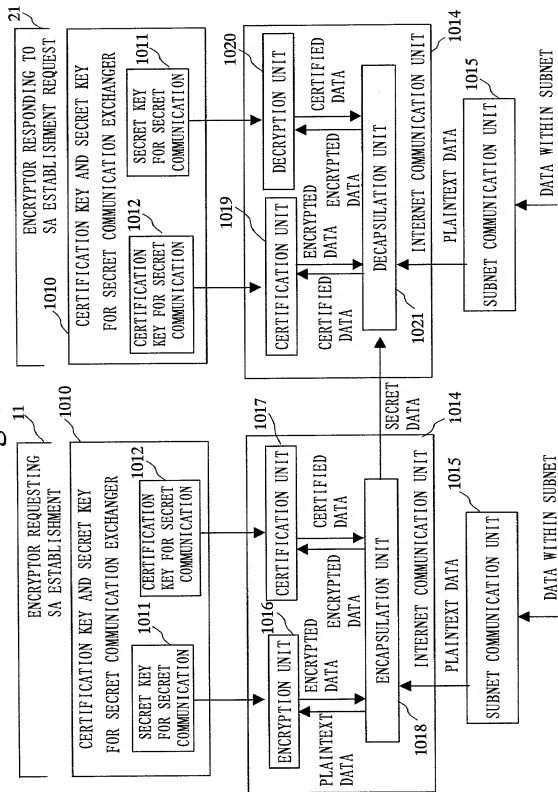 11
ENCRYPTOR REQUESTING
SA ESTABLISHMENT
1010
CERTIFICATION KEY AND SECRET KEY
FOR SECRET COMMUNICATION EXCHANGER
1011
SECRET KEY
FOR SECRET
COMMUNICATION
1012
CERTIFICATION
KEY FOR SECRET
COMMUNICATION
1016
ENCRYPTION UNIT
1017
CERTIFICATION UNIT
ENCRYPTED
DATA
PLAINTEXT
DATA
CERTIFIED
DATA
ENCRYPTED
DATA
ENCAPSULATION UNIT
1018
INTERNET COMMUNICATION UNIT
1014
SECRET
DATA
PLAINTEXT DATA
1015
SUBNET COMMUNICATION UNIT
DATA WITHIN SUBNET
21
ENCRYPTOR RESPONDING TO
SA ESTABLISHMENT REQUEST
1010
CERTIFICATION KEY AND SECRET KEY
FOR SECRET COMMUNICATION EXCHANGER
1012
CERTIFICATION
KEY FOR SECRET
COMMUNICATION
1011
SECRET KEY
FOR SECRET
COMMUNICATION
1019
CERTIFICATION UNIT
1020
DECRYPTION UNIT
ENCRYPTED
DATA
CERTIFIED
DATA
CERTIFIED
DATA
ENCRYPTED
DATA
DECAPSULATION UNIT
1021
INTERNET COMMUNICATION UNIT
1014
PLAINTEXT DATA
1015
SUBNET COMMUNICATION UNIT
DATA WITHIN SUBNET